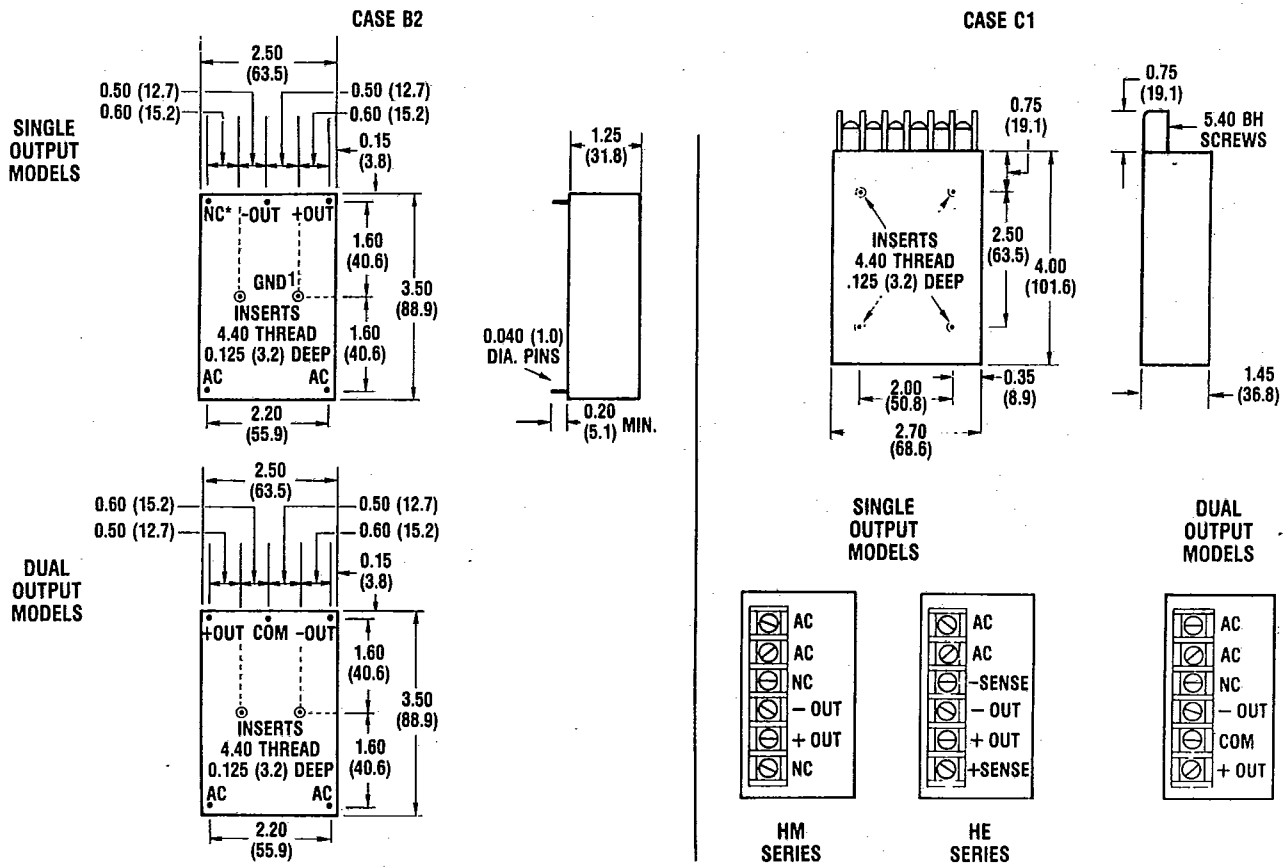 CASE B2
2.50
(63.5)
0.50 (12.7)
0.50 (12.7)
0.60 (15.2)
0.60 (15.2)
SINGLE
OUTPUT
MODELS
0.15
(3.8)
NC* -OUT +OUT
1.60
(40.6)
GND1
INSERTS
4.40 THREAD
0.125 (3.2) DEEP
1.60
(40.6)
3.50
(88.9)
AC AC
2.20
(55.9)
1.25
(31.8)
0.040 (1.0)
DIA. PINS
0.20
(5.1) MIN.
2.50
(63.5)
0.60 (15.2)
0.50 (12.7)
0.50 (12.7)
0.60 (15.2)
DUAL
OUTPUT
MODELS
0.15
(3.8)
+OUT COM -OUT
1.60
(40.6)
INSERTS
4.40 THREAD
0.125 (3.2) DEEP
1.60
(40.6)
3.50
(88.9)
AC AC
2.20
(55.9)
CASE C1
0.75
(19.1)
0.75
(19.1)
5.40 BH
SCREWS
INSERTS
4.40 THREAD
.125 (3.2) DEEP
2.50
(63.5)
4.00
(101.6)
2.00
(50.8)
0.35
(8.9)
2.70
(68.6)
1.45
(36.8)
SINGLE
OUTPUT
MODELS
DUAL
OUTPUT
MODELS
AC
AC
NC
- OUT
+ OUT
NC
HM
SERIES
AC
AC
-SENSE
- OUT
+ OUT
+SENSE
HE
SERIES
AC
AC
NC
- OUT
COM
+ OUT